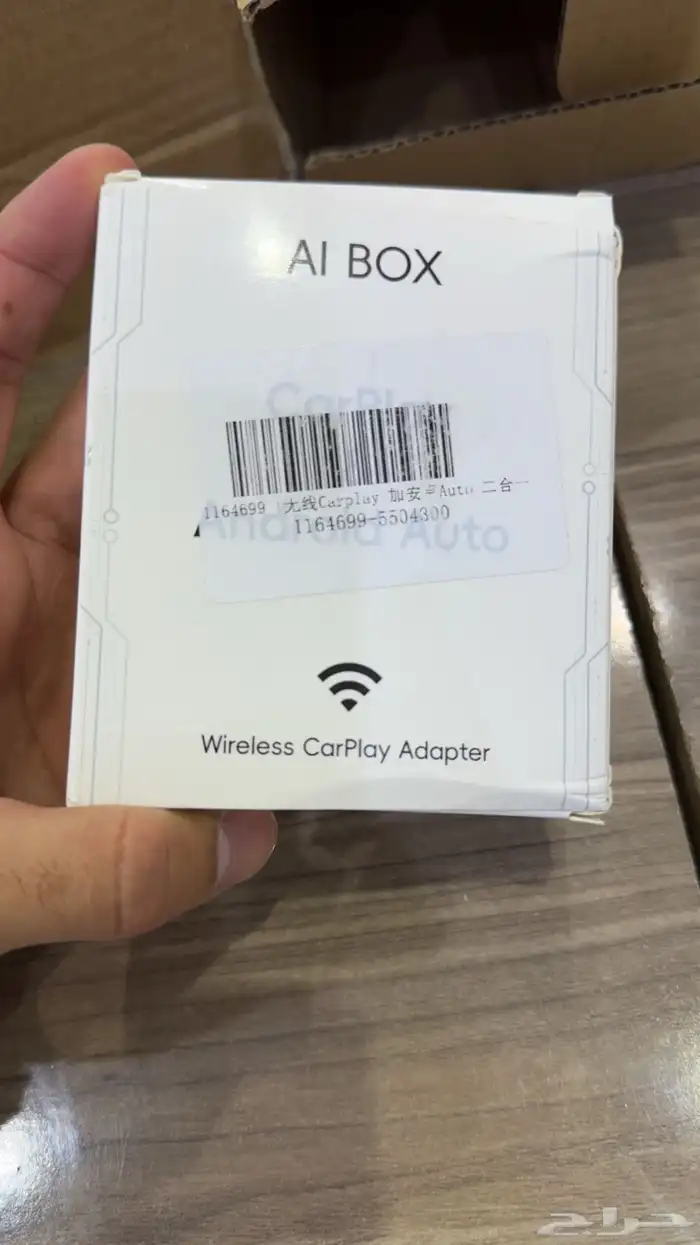 AI BOX
CarPlay
1164699 无线Carplay 加安卓Auto 二合一
1164699-5504300
Android Auto
Wireless CarPlay Adapter
حراج